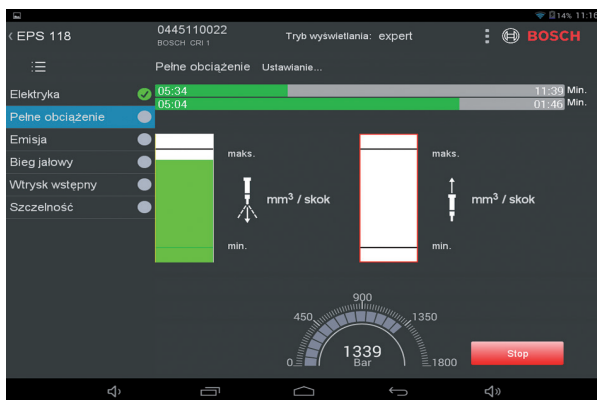 14% 11:16
EPS 118
0445110022
BOSCH CRI 1
Tryb wyświetlania: expert
BOSCH
Pełne obciążenie Ustawianie...
Elektryka
Pełne obciążenie
Emisja
Bieg jałowy
Wtrysk wstępny
Szczelność
05:34 11:39 Min.
05:04 01:46 Min.
maks. maks.
mm³ / skok mm³ / skok
min. min.
900
450 1350
1339
Bar
0 1800
Stop